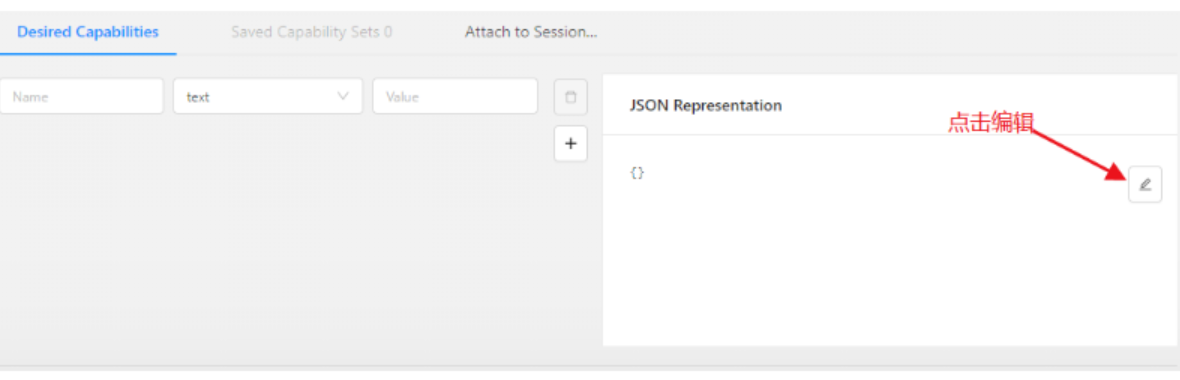 Desired Capabilities
Saved Capability Sets 0
Attach to Session...
Name
text
Value
+
JSON Representation
点击编辑
{}